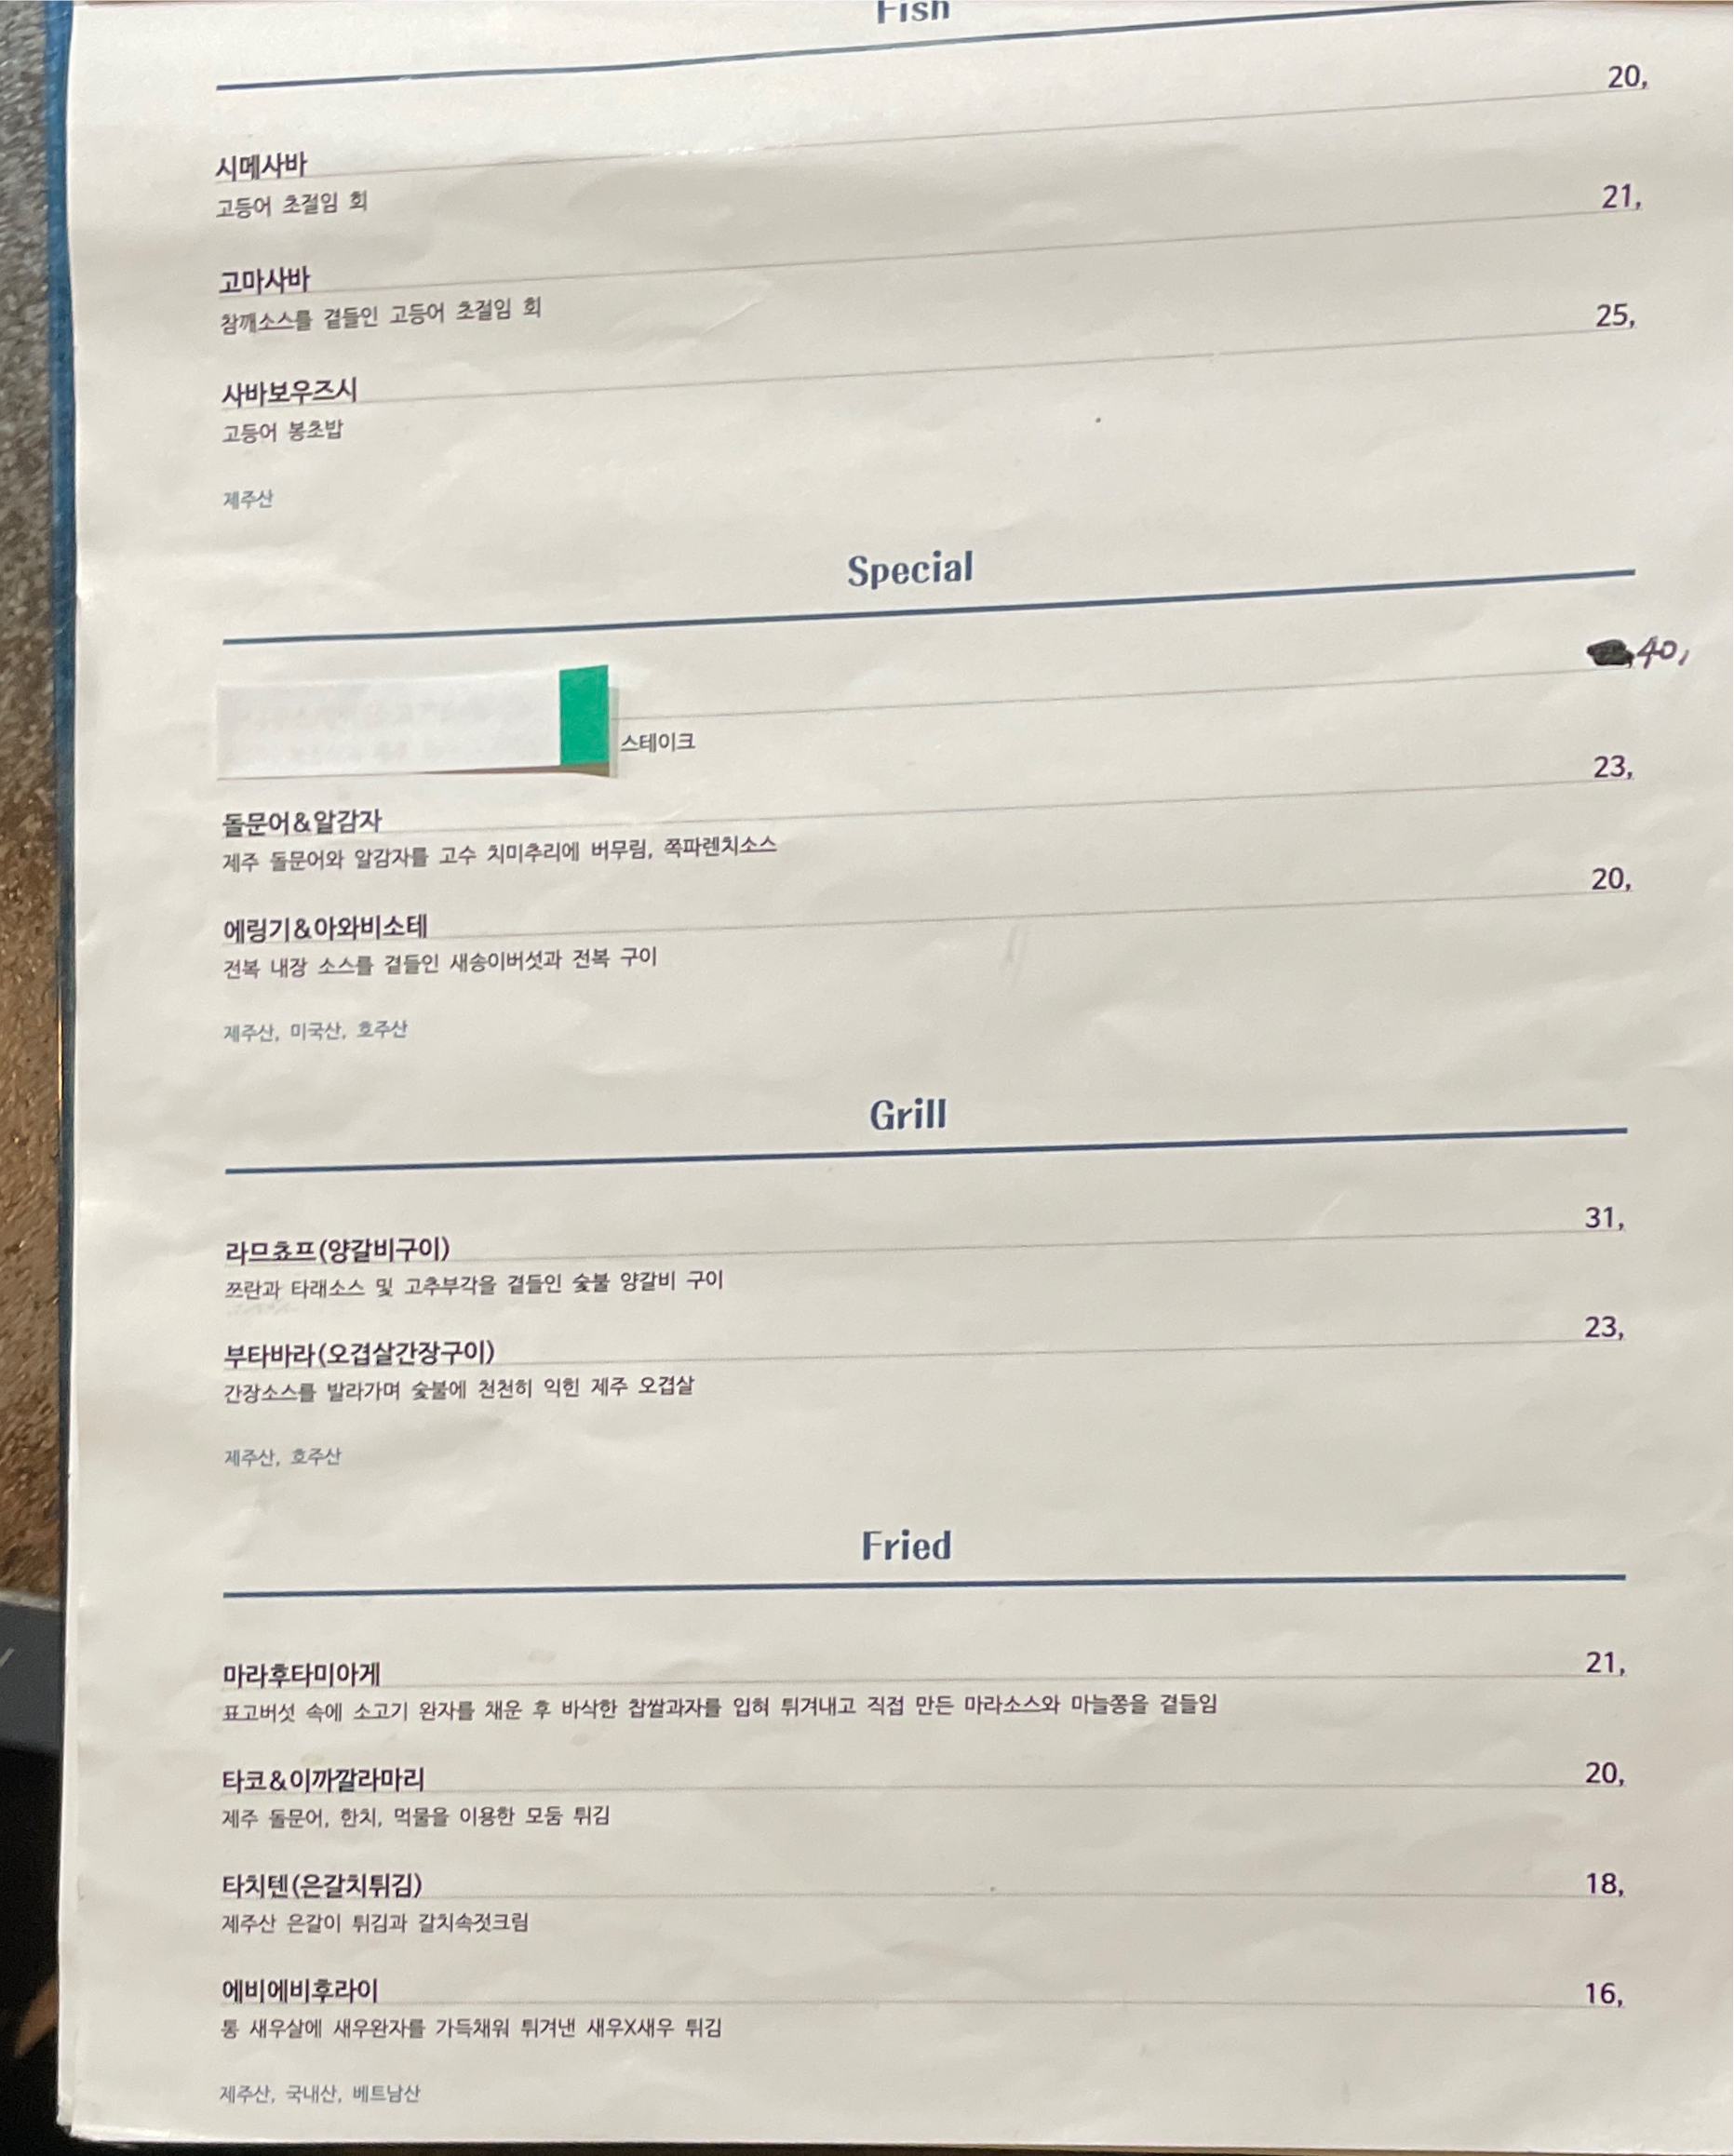 Fish
시메사바 20,
고등어 초절임 회
고마사바 21,
참깨소스를 곁들인 고등어 초절임 회
사바보우즈시 25,
고등어 봉초밥
제주산
Special
40,
스테이크
돌문어&알감자 23,
제주 돌문어와 알감자를 고수 치미추리에 버무림, 쪽파렌치소스
에링기&아와비소테 20,
전복 내장 소스를 곁들인 새송이버섯과 전복 구이
제주산, 미국산, 호주산
Grill
라므쵸프(양갈비구이) 31,
쯔란과 타래소스 및 고추부각을 곁들인 숯불 양갈비 구이
부타바라(오겹살간장구이) 23,
간장소스를 발라가며 숯불에 천천히 익힌 제주 오겹살
제주산, 호주산
Fried
마라후타미아게 21,
표고버섯 속에 소고기 완자를 채운 후 바삭한 찹쌀과자를 입혀 튀겨내고 직접 만든 마라소스와 마늘쫑을 곁들임
타코&이까깔라마리 20,
제주 돌문어, 한치, 먹물을 이용한 모둠 튀김
타치텐(은갈치튀김) 18,
제주산 은갈이 튀김과 갈치속젓크림
에비에비후라이 16,
통 새우살에 새우완자를 가득채워 튀겨낸 새우X새우 튀김
제주산, 국내산, 베트남산